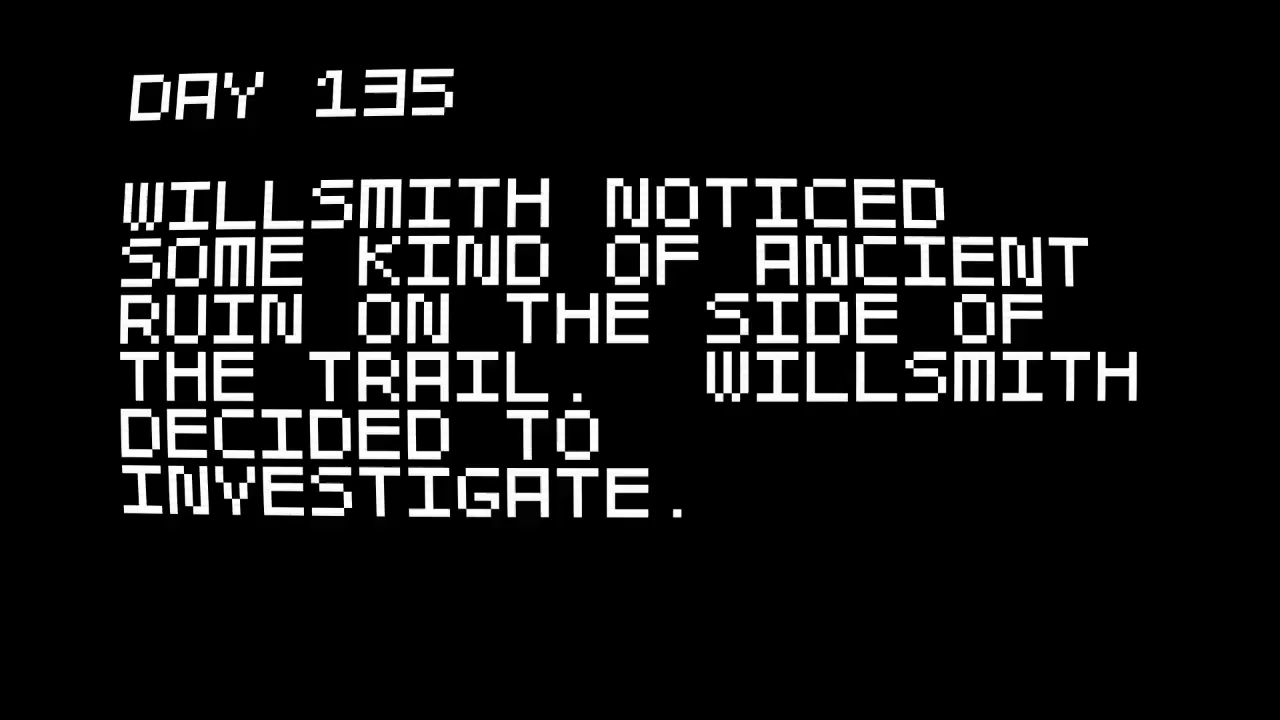 DAY 135
WILLSMITH NOTICED
SOME KIND OF ANCIENT
RUIN ON THE SIDE OF
THE TRAIL.  WILLSMITH
DECIDED TO
INVESTIGATE.